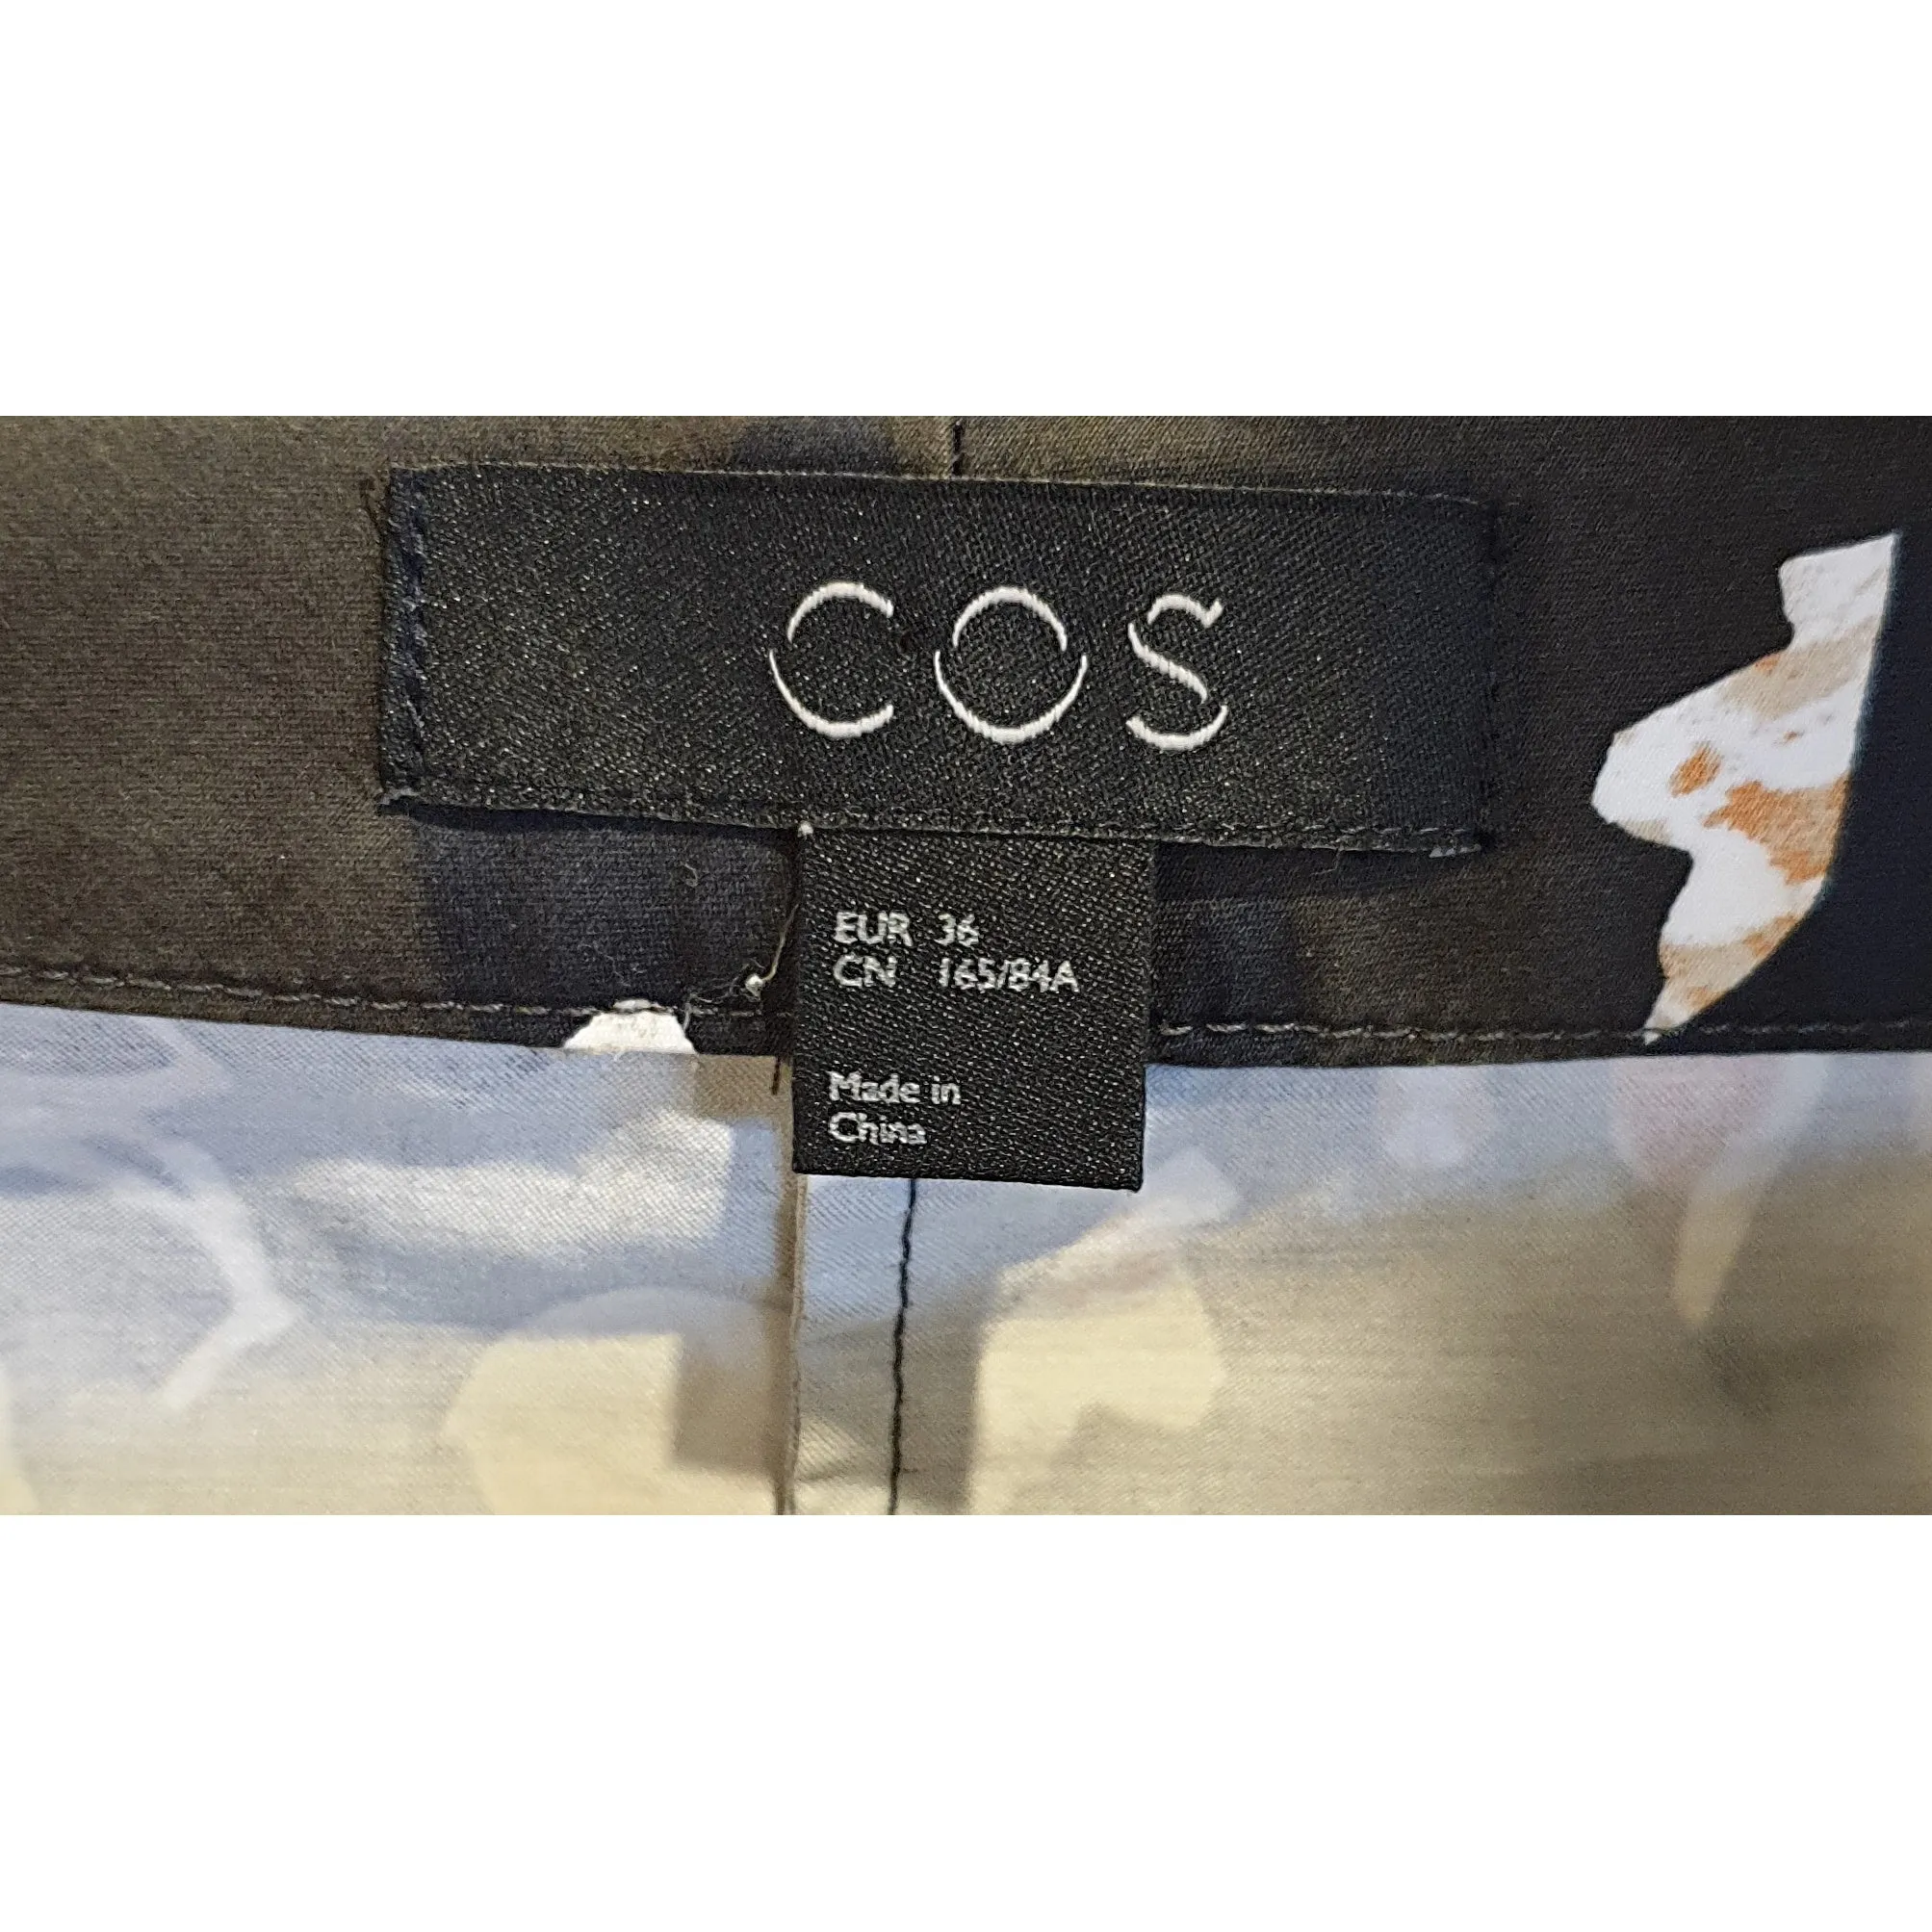 COS
EUR 36
CN 165/84A
Made in
China